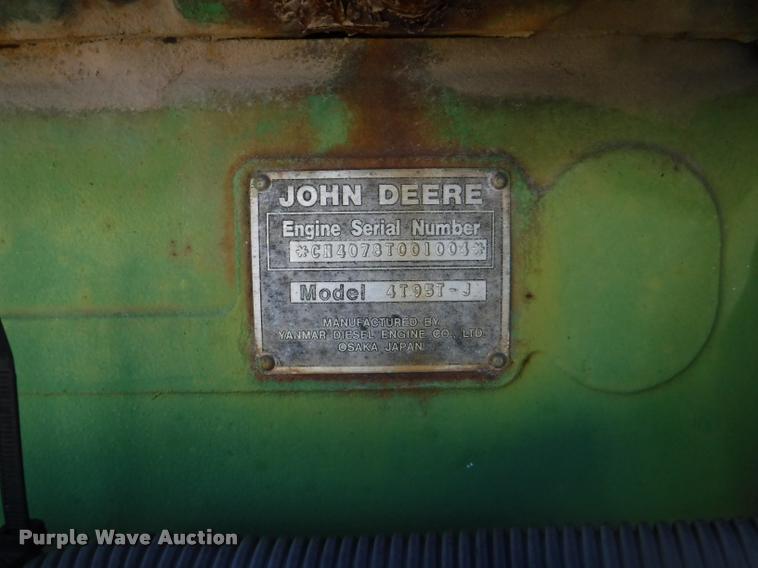 JOHN DEERE
Engine Serial Number
*CH4078T001004*
Model 4T95T-J
MANUFACTURED BY
YANMAR DIESEL ENGINE CO., LTD.
OSAKA JAPAN
Purple Wave Auction